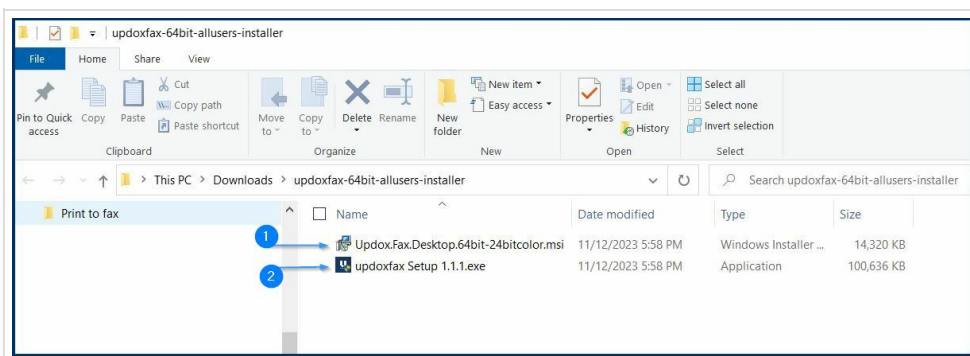 updoxfax-64bit-allusers-installer
File Home Share View
Pin to Quick access
Copy
Paste
Cut
Copy path
Paste shortcut
Clipboard
Move to
Copy to
Delete
Rename
Organize
New folder
New item
Easy access
New
Properties
Open
Edit
History
Open
Select all
Select none
Invert selection
Select
This PC > Downloads > updoxfax-64bit-allusers-installer
Search updoxfax-64bit-allusers-installer
Print to fax
Name Date modified Type Size
1 Updox.Fax.Desktop.64bit-24bitcolor.msi 11/12/2023 5:58 PM Windows Installer ... 14,320 KB
2 updoxfax Setup 1.1.1.exe 11/12/2023 5:58 PM Application 100,636 KB